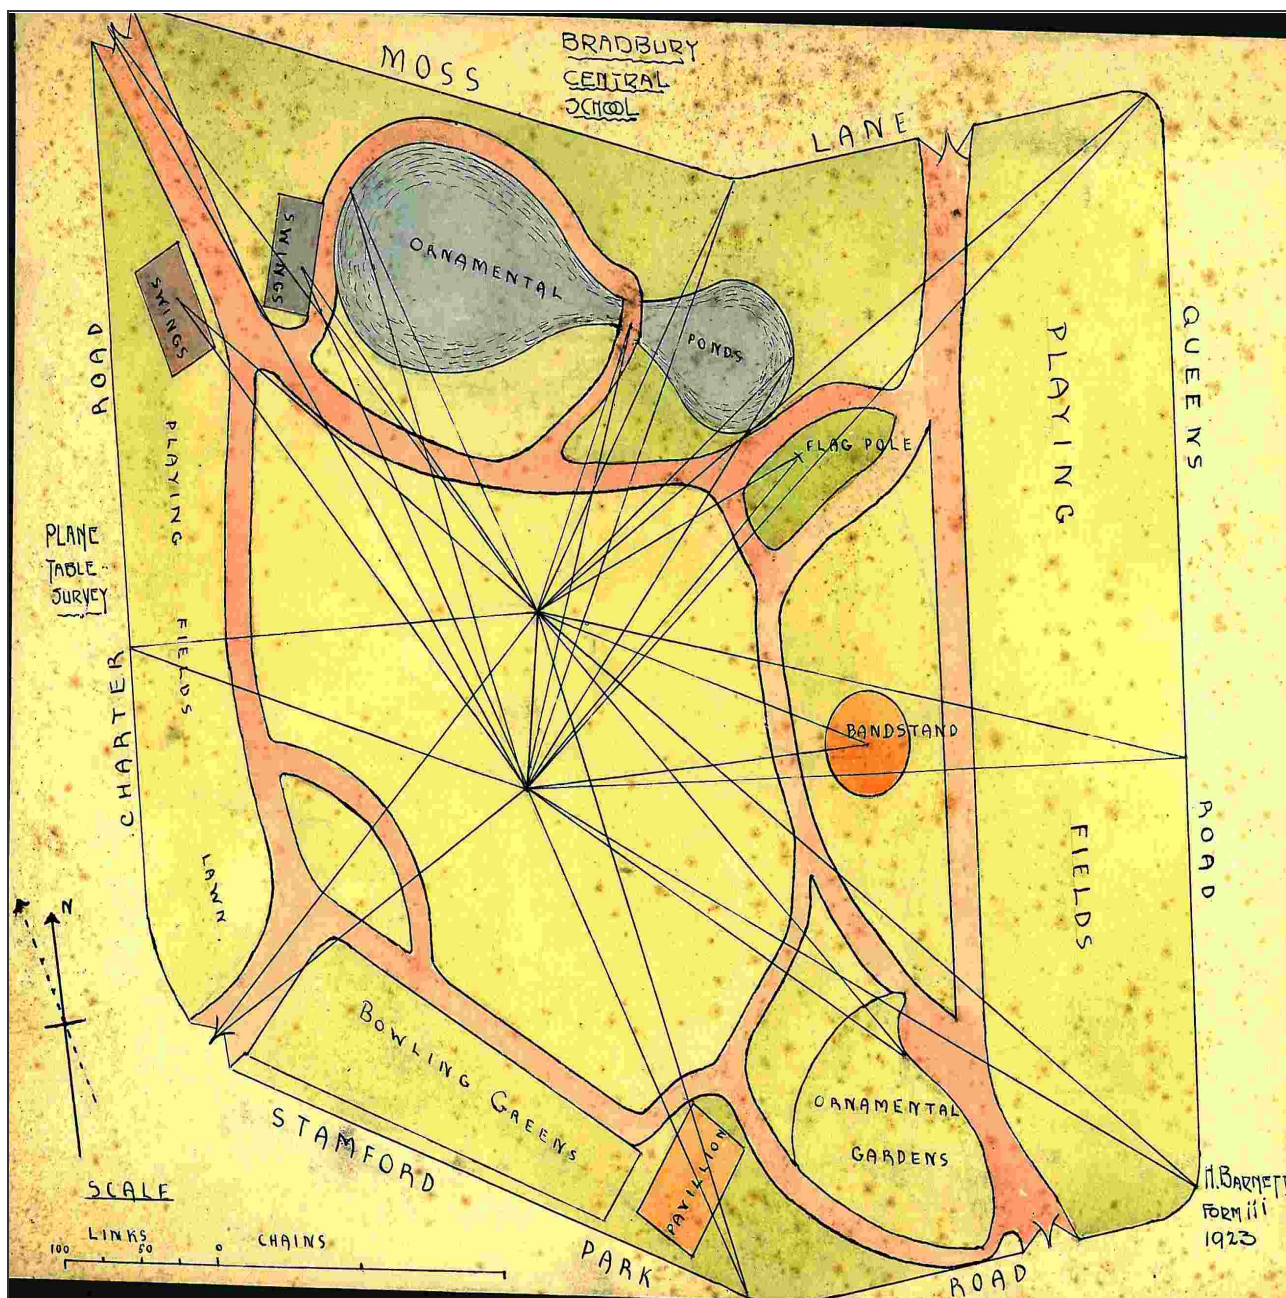 BRADBURY
CENTRAL
SCHOOL
MOSS
LANE
SWINGS
SWINGS
ORNAMENTAL
PONDS
FLAG POLE
ROAD
PLAYING
FIELDS
LAWN
PLANE
TABLE
SURVEY
CHARTER
PLAYING
FIELDS
QUEENS
ROAD
BANDSTAND
N
BOWLING GREENS
STAMFORD
PARK
ROAD
PAVILLION
ORNAMENTAL
GARDENS
SCALE
LINKS
CHAINS
100 50 0
H. BARNETT
FORM iii
1923